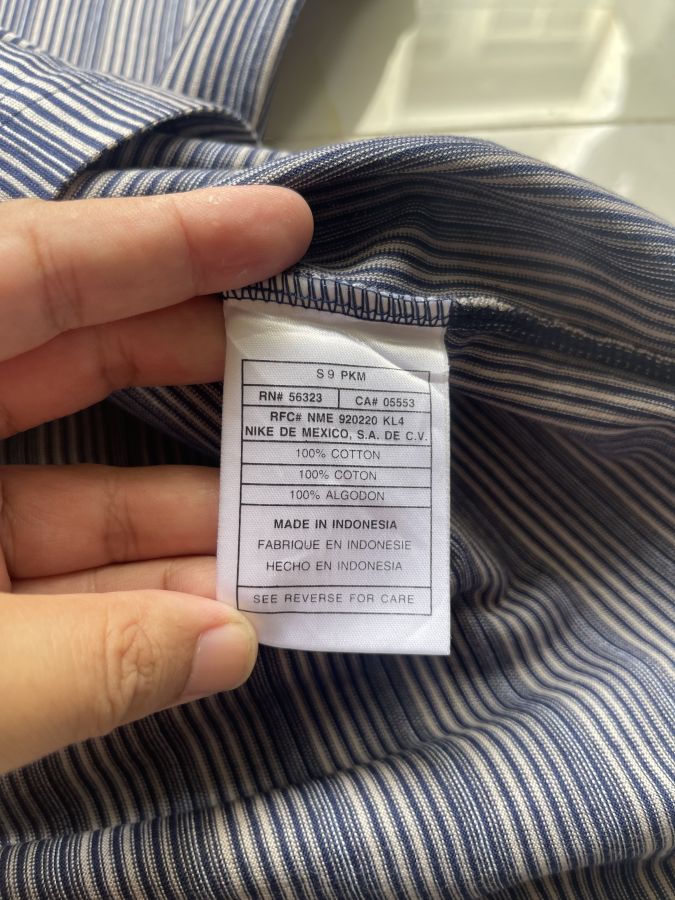 S9 PKM
RN# 56323 CA# 05553
RFC# NME 920220 KL4
NIKE DE MEXICO, S.A. DE C.V.
100% COTTON
100% COTON
100% ALGODON
MADE IN INDONESIA
FABRIQUE EN INDONESIE
HECHO EN INDONESIA
SEE REVERSE FOR CARE